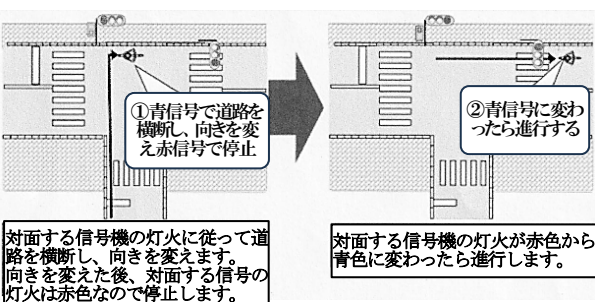 ①青信号で道路を
横断し、向きを変
え赤信号で停止
対面する信号機の灯火に従って道
路を横断し、向きを変えます。
向きを変えた後、対面する信号の
灯火は赤色なので停止します。
②青信号に変わ
ったら進行する
対面する信号機の灯火が赤色から
青色に変わったら進行します。